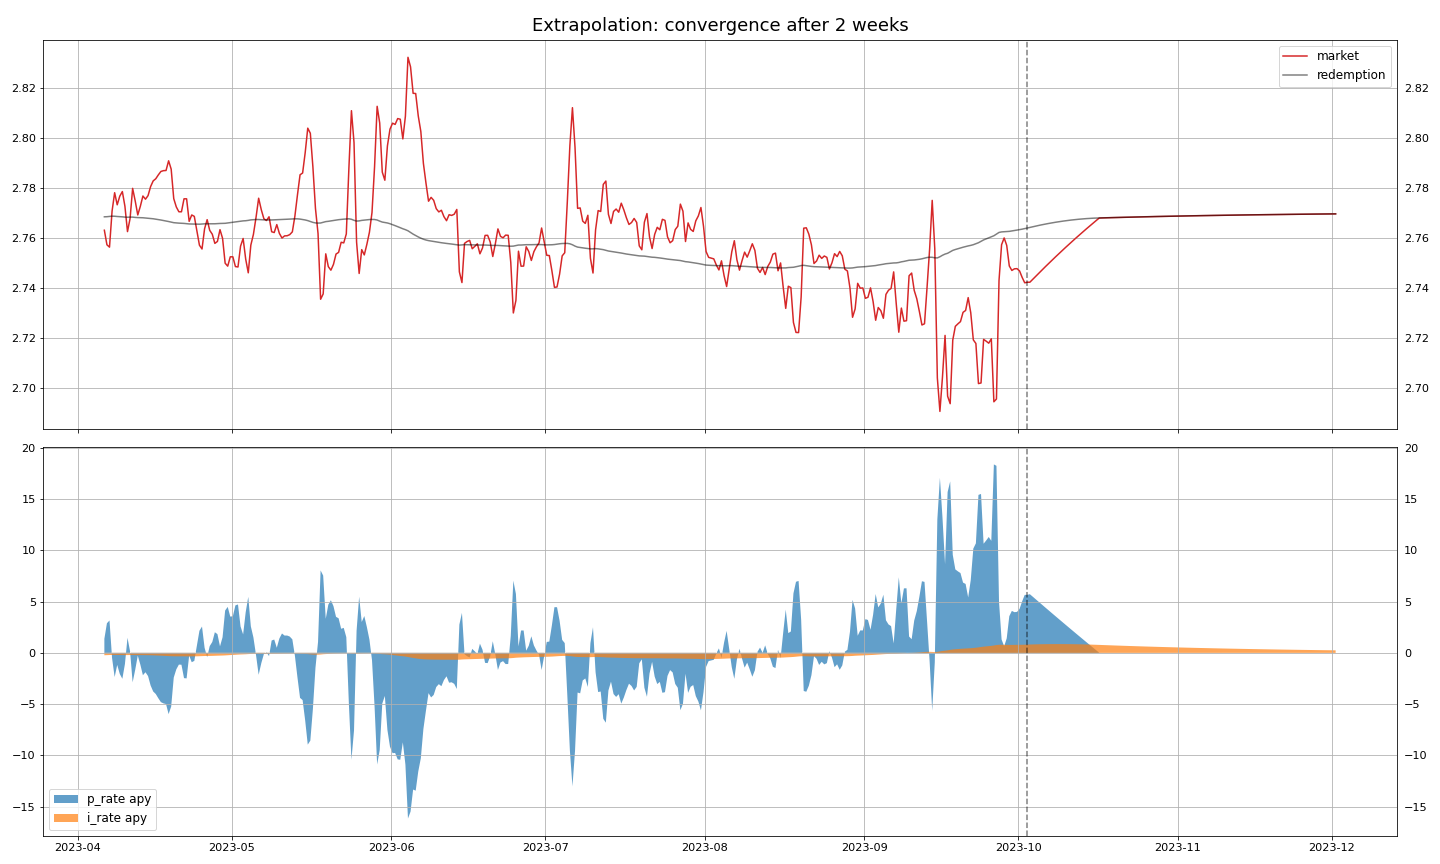 Extrapolation: convergence after 2 weeks
market
redemption
2.82 2.82
2.80 2.80
2.78 2.78
2.76 2.76
2.74 2.74
2.72 2.72
2.70 2.70
20 20
15 15
10 10
5 5
0 0
−5 −5
−10 −10
−15 −15
p_rate apy
i_rate apy
2023-04 2023-05 2023-06 2023-07 2023-08 2023-09 2023-10 2023-11 2023-12